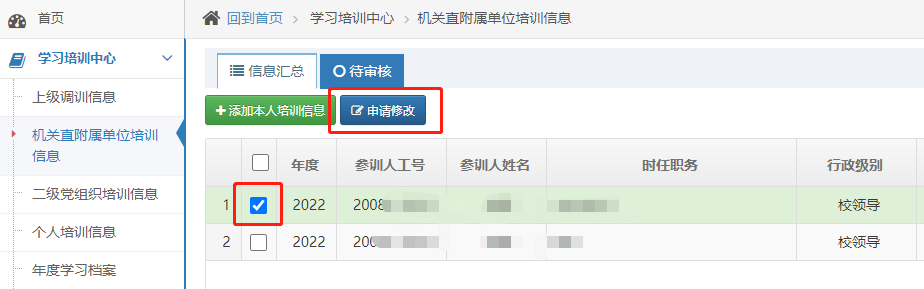 首页
回到首页 > 学习培训中心 > 机关直附属单位培训信息
学习培训中心
上级调训信息
机关直附属单位培训
信息
二级党组织培训信息
个人培训信息
年度学习档案
信息汇总 待审核
添加本人培训信息 申请修改
年度 参训人工号 参训人姓名 时任职务 行政级别
1 2022 2008 校领导
2 2022 200 校领导